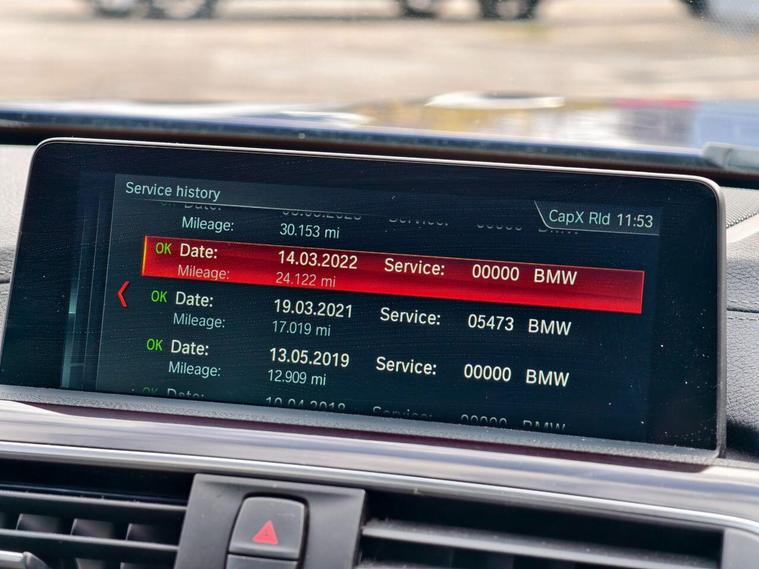 Service history
CapX Rld 11:53
Mileage: 30.153 mi
OK Date: 14.03.2022 Service: 00000 BMW
Mileage: 24.122 mi
OK Date: 19.03.2021 Service: 05473 BMW
Mileage: 17.019 mi
OK Date: 13.05.2019 Service: 00000 BMW
Mileage: 12.909 mi